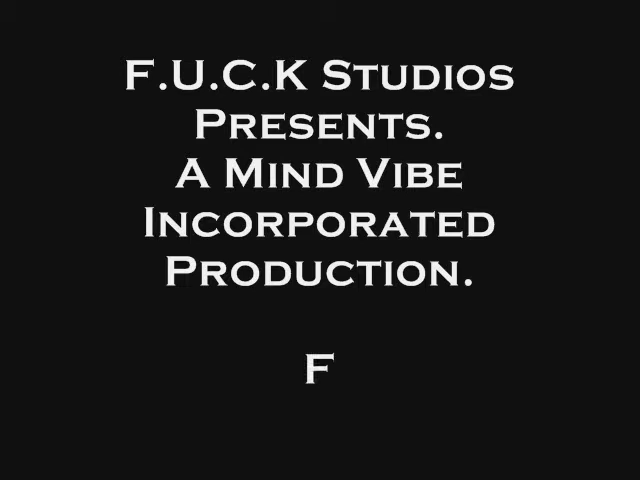 F.U.C.K Studios
Presents.
A Mind Vibe
Incorporated
Production.
F